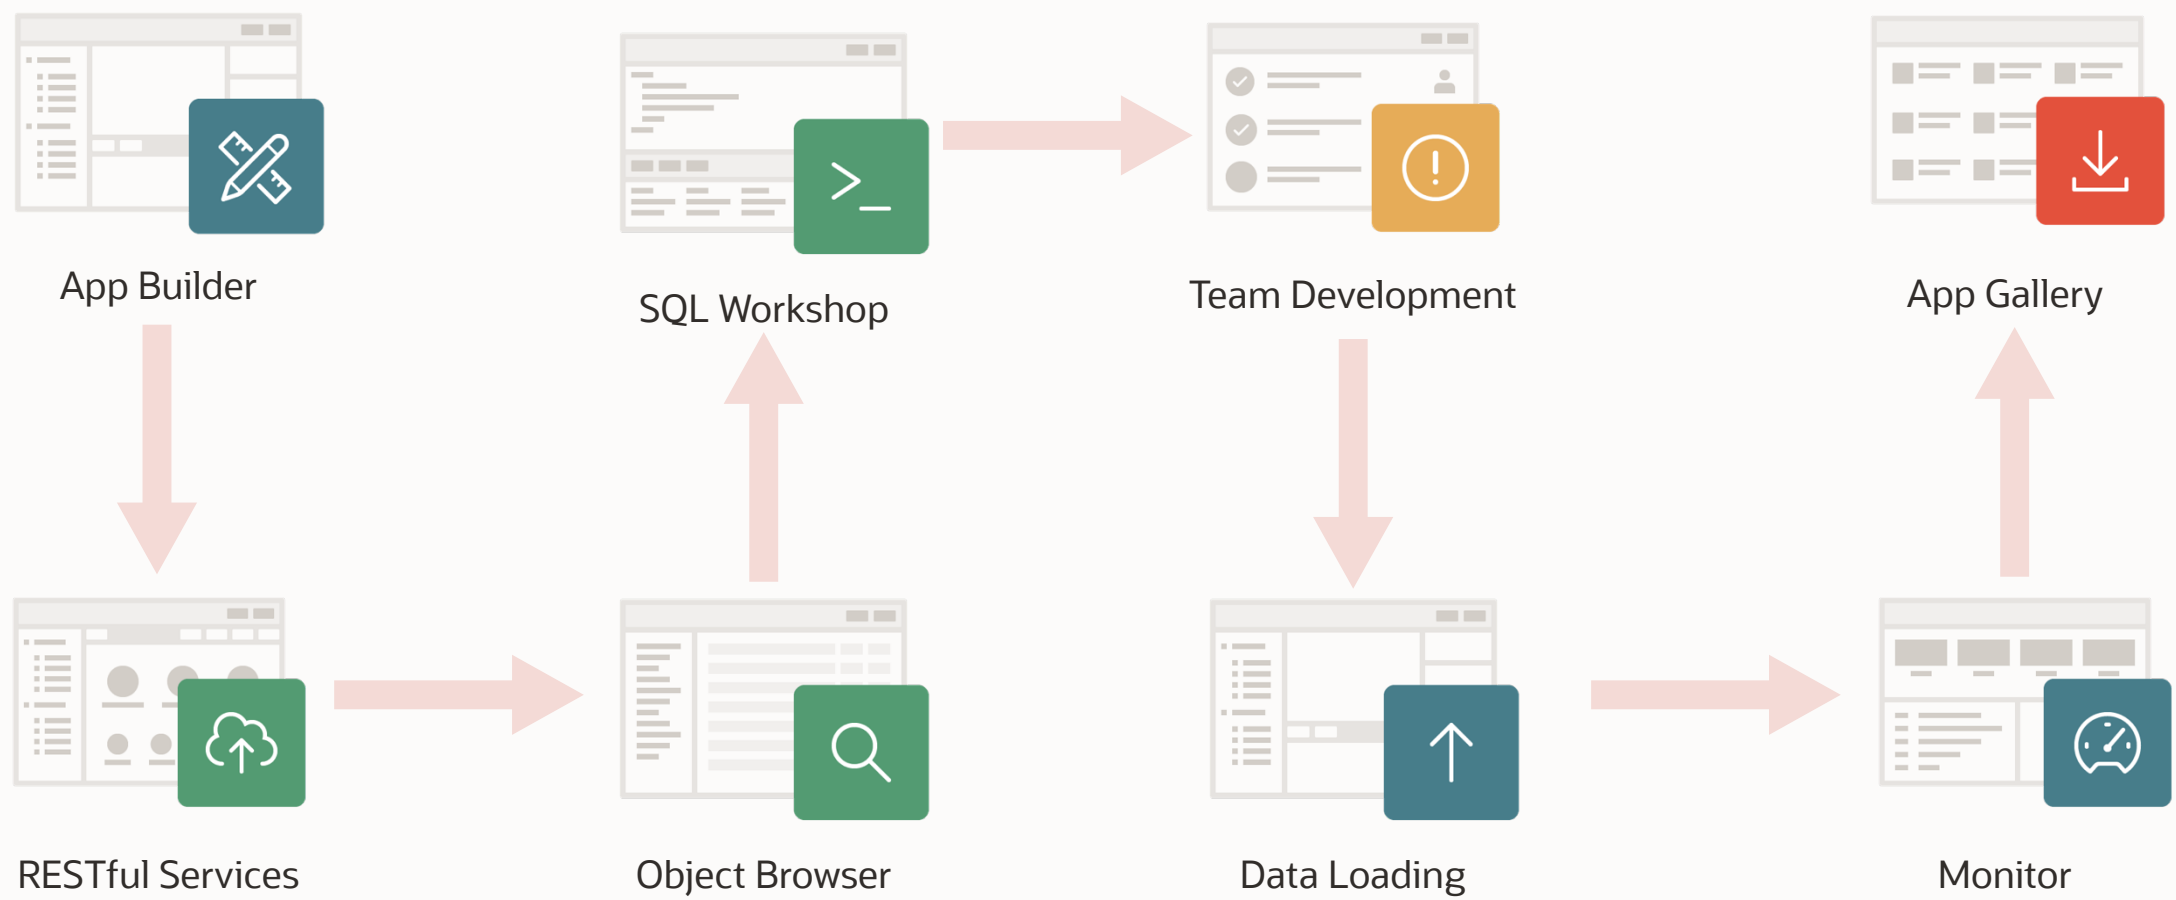 App Builder
SQL Workshop
Team Development
App Gallery
RESTful Services
Object Browser
Data Loading
Monitor